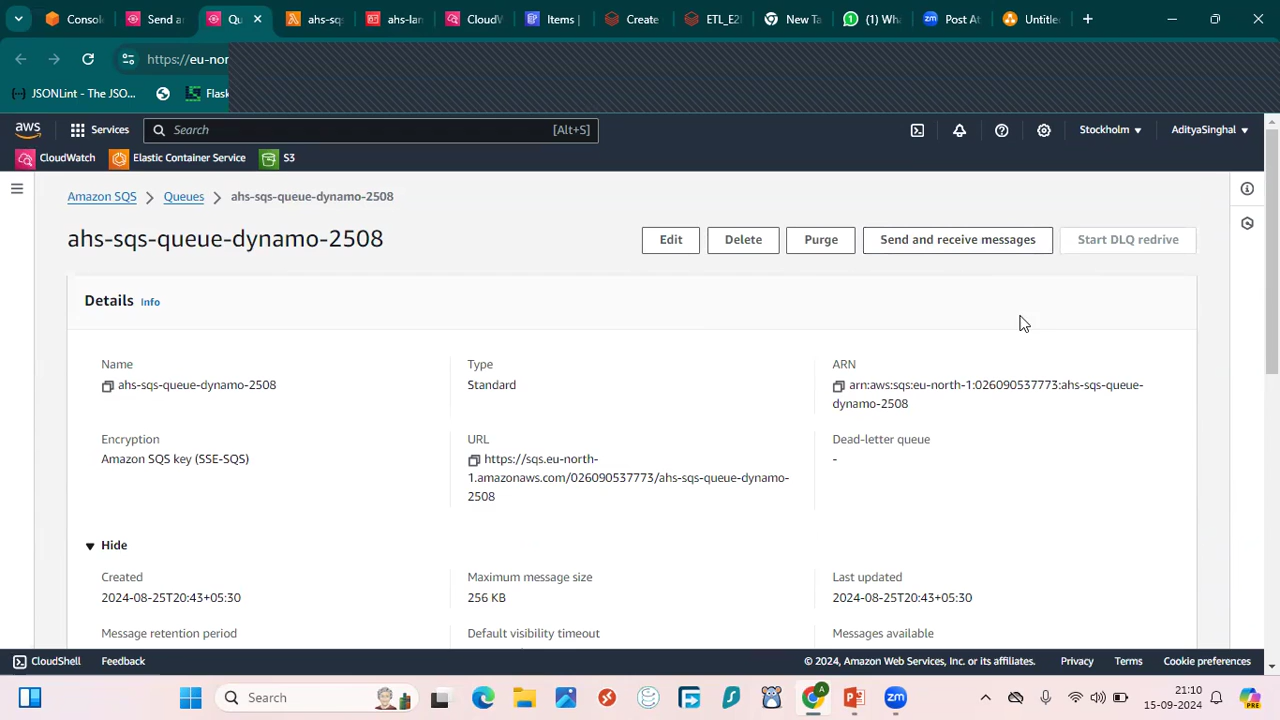 Consol
Send ar
Qu
ahs-sqs
ahs-lan
CloudW
Items |
Create
ETL_E2
New Ta
(1) Wha
Post At
Untitle
https://eu-nor
JSONLint - The JSO...
Flask
aws
Services
Search
[Alt+S]
Stockholm
AdityaSinghal
CloudWatch
Elastic Container Service
S3
Amazon SQS
Queues
ahs-sqs-queue-dynamo-2508
ahs-sqs-queue-dynamo-2508
Edit
Delete
Purge
Send and receive messages
Start DLQ redrive
Details Info
Name
ahs-sqs-queue-dynamo-2508
Type
Standard
ARN
arn:aws:sqs:eu-north-1:026090537773:ahs-sqs-queue-
dynamo-2508
Encryption
Amazon SQS key (SSE-SQS)
URL
https://sqs.eu-north-
1.amazonaws.com/026090537773/ahs-sqs-queue-dynamo-
2508
Dead-letter queue
-
Hide
Created
2024-08-25T20:43+05:30
Maximum message size
256 KB
Last updated
2024-08-25T20:43+05:30
Message retention period
Default visibility timeout
Messages available
CloudShell
Feedback
© 2024, Amazon Web Services, Inc. or its affiliates.
Privacy
Terms
Cookie preferences
Search
21:10
15-09-2024